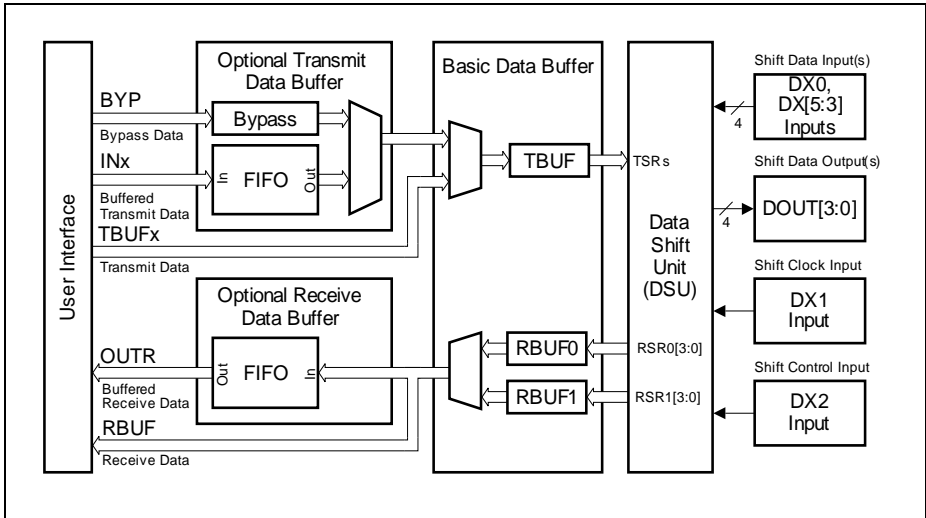 User Interface
BYP
Bypass Data
INx
Buffered
Transmit Data
TBUFx
Transmit Data
OUTR
Buffered
Receive Data
RBUF
Receive Data
Optional Transmit
Data Buffer
Bypass
In
FIFO
Out
Optional Receive
Data Buffer
Out
FIFO
In
Basic Data Buffer
TBUF
RBUF0
RBUF1
TSRs
Data
Shift
Unit
(DSU)
RSR0[3:0]
RSR1[3:0]
Shift Data Input(s)
DX0,
DX[5:3]
Inputs
4
Shift Data Output(s)
DOUT[3:0]
4
Shift Clock Input
DX1
Input
Shift Control Input
DX2
Input